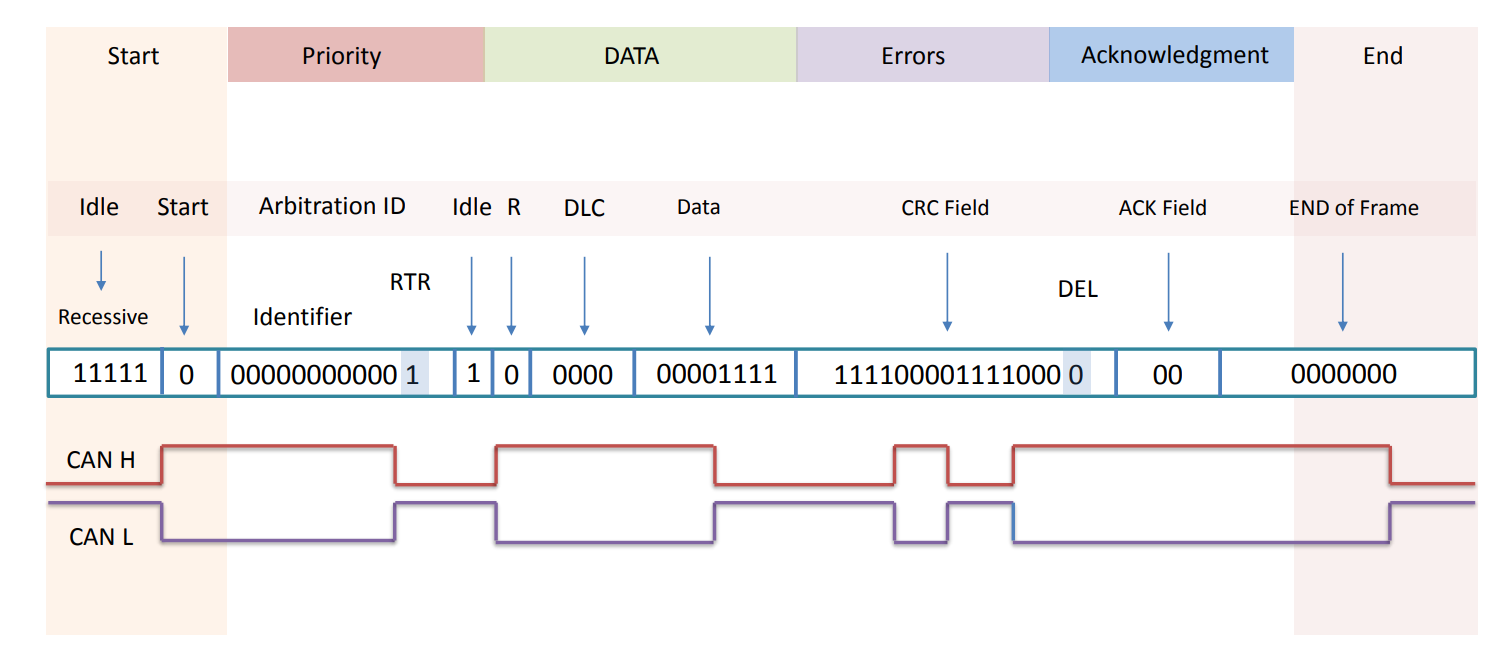 Start Priority DATA Errors Acknowledgment End
Idle Start Arbitration ID Idle R DLC Data CRC Field ACK Field END of Frame
RTR DEL
Recessive Identifier
11111 0 00000000000 1 1 0 0000 00001111 111100001111000 0 00 0000000
CAN H
CAN L